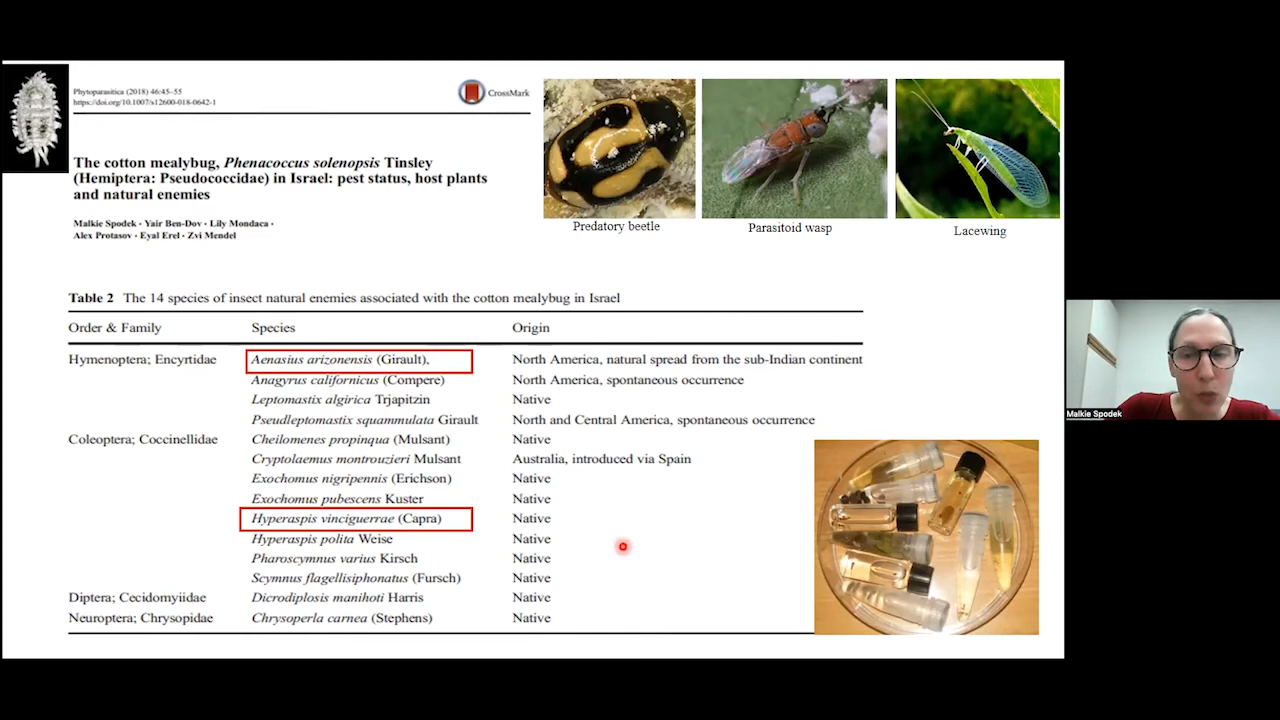 Phytoparasitica (2018) 46:45–55
https://doi.org/10.1007/s12600-018-0642-1
CrossMark
The cotton mealybug, Phenacoccus solenopsis Tinsley
(Hemiptera: Pseudococcidae) in Israel: pest status, host plants
and natural enemies
Malkie Spodek · Yair Ben-Dov · Lily Mondaca ·
Alex Protasov · Eyal Erel · Zvi Mendel
Predatory beetle
Parasitoid wasp
Lacewing
Table 2 The 14 species of insect natural enemies associated with the cotton mealybug in Israel
Order & Family Species Origin
Hymenoptera; Encyrtidae Aenasius arizonensis (Girault), North America, natural spread from the sub-Indian continent
Anagyrus californicus (Compere) North America, spontaneous occurrence
Leptomastix algirica Trjapitzin Native
Pseudleptomastix squammulata Girault North and Central America, spontaneous occurrence
Coleoptera; Coccinellidae Cheilomenes propinqua (Mulsant) Native
Cryptolaemus montrouzieri Mulsant Australia, introduced via Spain
Exochomus nigripennis (Erichson) Native
Exochomus pubescens Kuster Native
Hyperaspis vinciguerrae (Capra) Native
Hyperaspis polita Weise Native
Pharoscymnus varius Kirsch Native
Scymnus flagellisiphonatus (Fursch) Native
Diptera; Cecidomyiidae Dicrodiplosis manihoti Harris Native
Neuroptera; Chrysopidae Chrysoperla carnea (Stephens) Native
Malkie Spodek